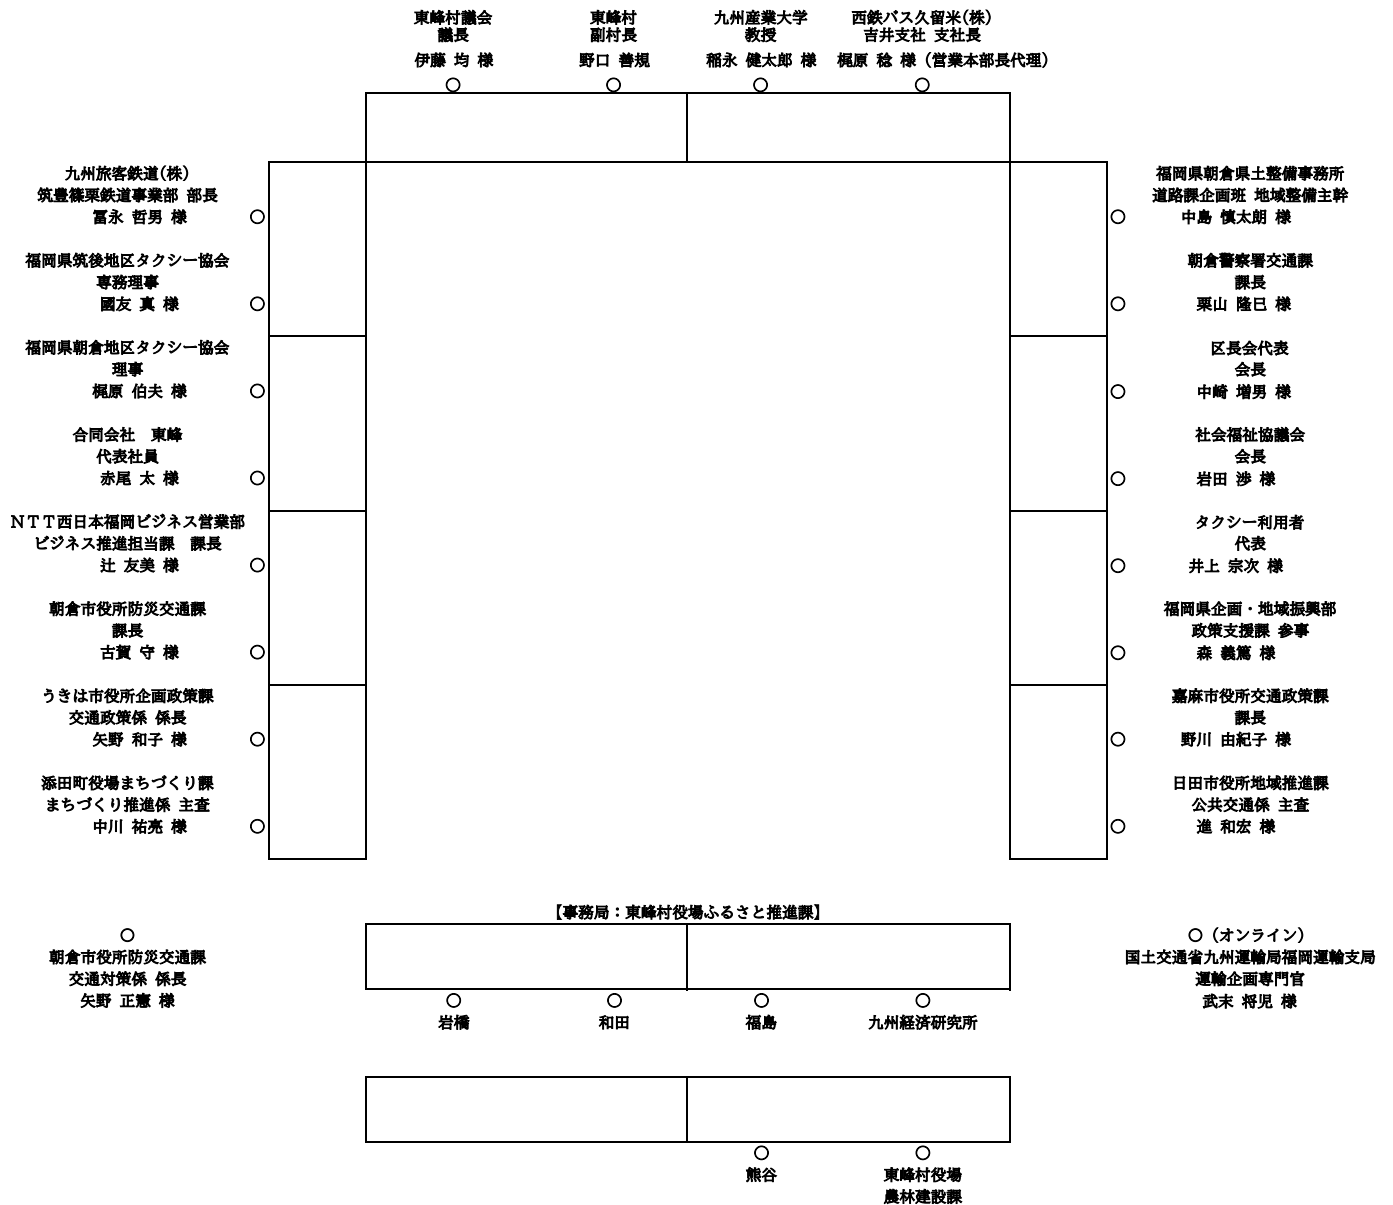 東峰村議会
議長
伊藤 均 様
東峰村
副村長
野口 善規
九州産業大学
教授
稲永 健太郎 様
西鉄バス久留米(株)
吉井支社 支社長
梶原 稔 様 (営業本部長代理)
九州旅客鉄道(株)
筑豊篠栗鉄道事業部 部長
冨永 哲男 様
福岡県筑後地区タクシー協会
専務理事
國友 真 様
福岡県朝倉地区タクシー協会
理事
梶原 伯夫 様
合同会社　東峰
代表社員
赤尾 太 様
ＮＴＴ西日本福岡ビジネス営業部
ビジネス推進担当課　課長
辻 友美 様
朝倉市役所防災交通課
課長
古賀 守 様
うきは市役所企画政策課
交通政策係 係長
矢野 和子 様
添田町役場まちづくり課
まちづくり推進係 主査
中川 祐亮 様
福岡県朝倉県土整備事務所
道路課企画班 地域整備主幹
中島 慎太朗 様
朝倉警察署交通課
課長
栗山 隆巳 様
区長会代表
会長
中崎 増男 様
社会福祉協議会
会長
岩田 渉 様
タクシー利用者
代表
井上 宗次 様
福岡県企画・地域振興部
政策支援課 参事
森 義篤 様
嘉麻市役所交通政策課
課長
野川 由紀子 様
日田市役所地域推進課
公共交通係 主査
進 和宏 様
【事務局：東峰村役場ふるさと推進課】
○
朝倉市役所防災交通課
交通対策係 係長
矢野 正憲 様
岩橋
和田
福島
九州経済研究所
○（オンライン）
国土交通省九州運輸局福岡運輸支局
運輸企画専門官
武末 将児 様
熊谷
東峰村役場
農林建設課